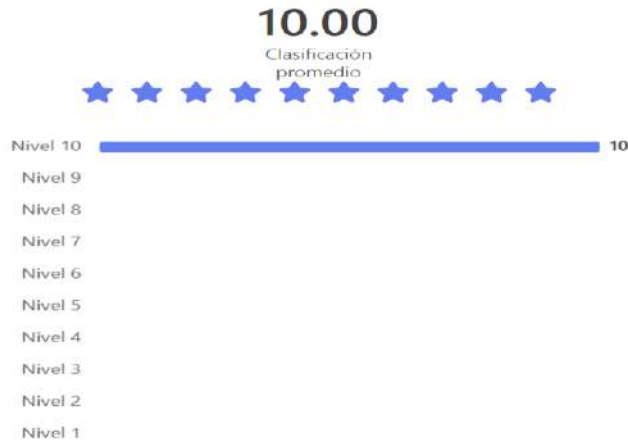 10.00
Clasificación
promedio
Nivel 10 10
Nivel 9
Nivel 8
Nivel 7
Nivel 6
Nivel 5
Nivel 4
Nivel 3
Nivel 2
Nivel 1